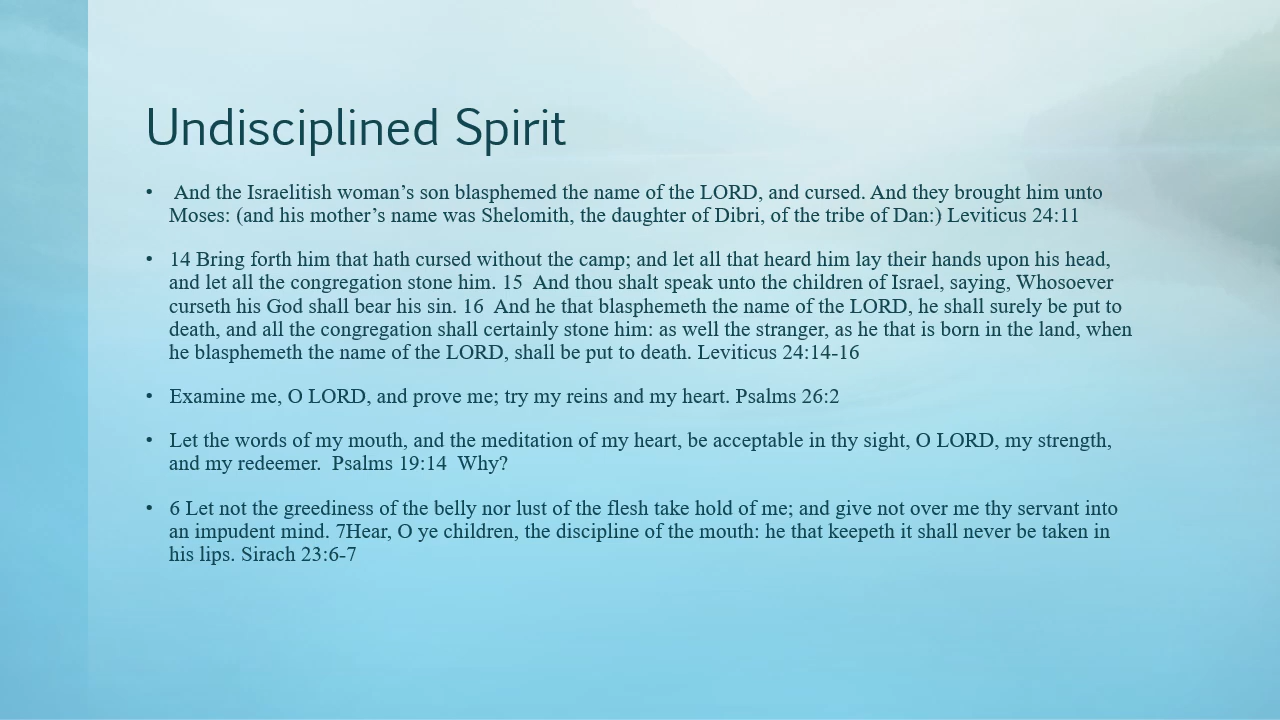 Undisciplined Spirit
• And the Israelitish woman’s son blasphemed the name of the LORD, and cursed. And they brought him unto
Moses: (and his mother’s name was Shelomith, the daughter of Dibri, of the tribe of Dan:) Leviticus 24:11
• 14 Bring forth him that hath cursed without the camp; and let all that heard him lay their hands upon his head,
and let all the congregation stone him. 15  And thou shalt speak unto the children of Israel, saying, Whosoever
curseth his God shall bear his sin. 16  And he that blasphemeth the name of the LORD, he shall surely be put to
death, and all the congregation shall certainly stone him: as well the stranger, as he that is born in the land, when
he blasphemeth the name of the LORD, shall be put to death. Leviticus 24:14-16
• Examine me, O LORD, and prove me; try my reins and my heart. Psalms 26:2
• Let the words of my mouth, and the meditation of my heart, be acceptable in thy sight, O LORD, my strength,
and my redeemer.  Psalms 19:14  Why?
• 6 Let not the greediness of the belly nor lust of the flesh take hold of me; and give not over me thy servant into
an impudent mind. 7Hear, O ye children, the discipline of the mouth: he that keepeth it shall never be taken in
his lips. Sirach 23:6-7